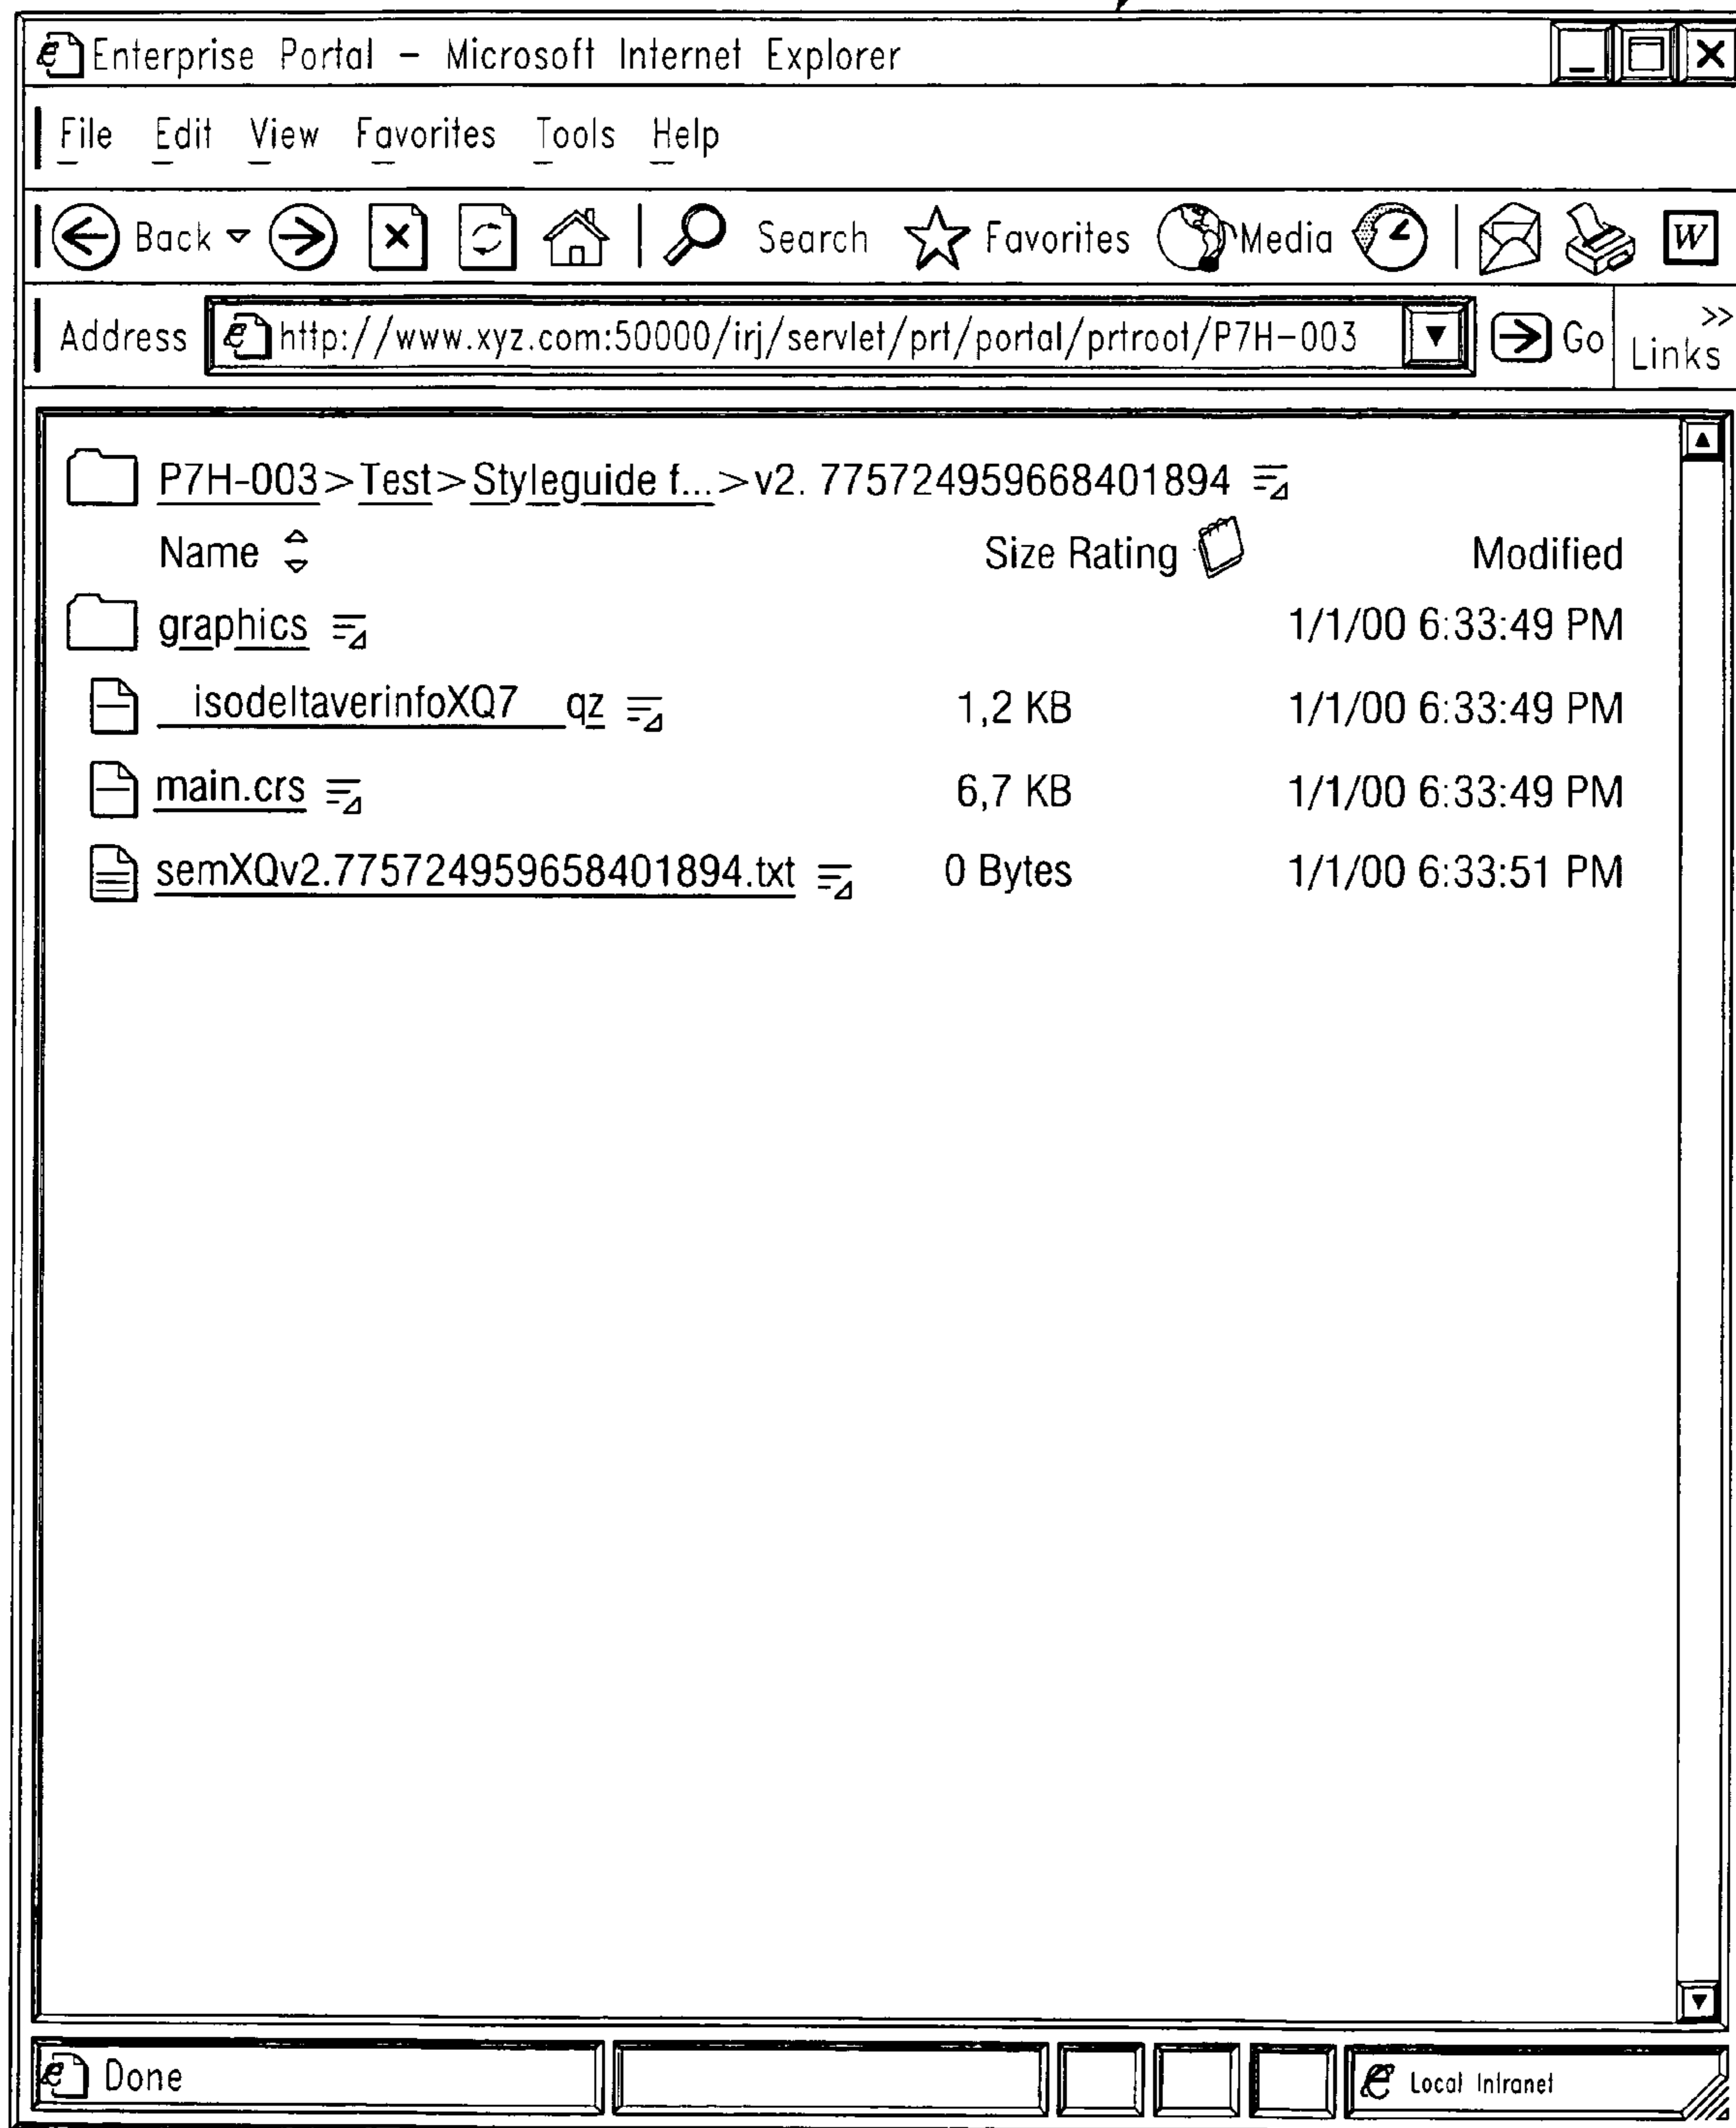 Enterprise Portal – Microsoft Internet Explorer
File Edit View Favorites Tools Help
Back Search Favorites Media W
Address http://www.xyz.com:50000/irj/servlet/prt/portal/prtroot/P7H-003 Go Links >>
P7H-003>Test>Styleguide f...>v2. 775724959668401894
Name Size Rating Modified
graphics 1/1/00 6:33:49 PM
__isodeltaverinfoXQ7__qz 1,2 KB 1/1/00 6:33:49 PM
main.crs 6,7 KB 1/1/00 6:33:49 PM
semXQv2.775724959658401894.txt 0 Bytes 1/1/00 6:33:51 PM
Done Local Intranet